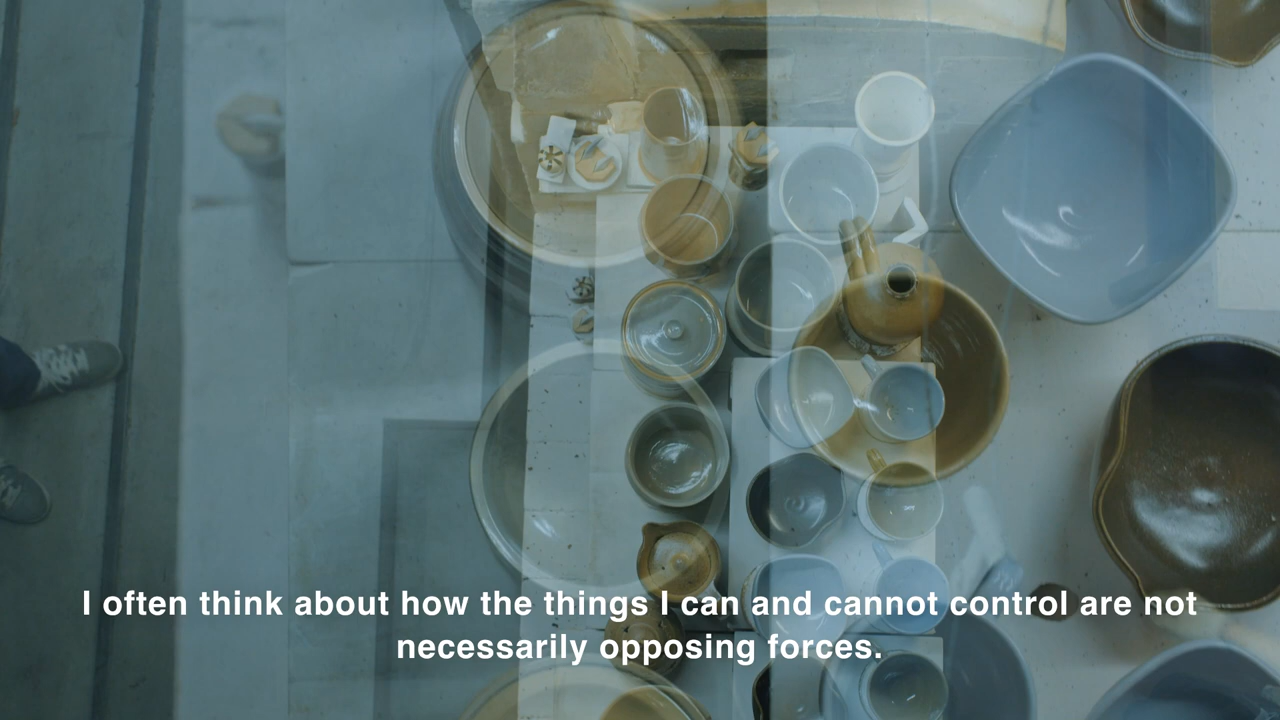 I often think about how the things I can and cannot control are not
necessarily opposing forces.